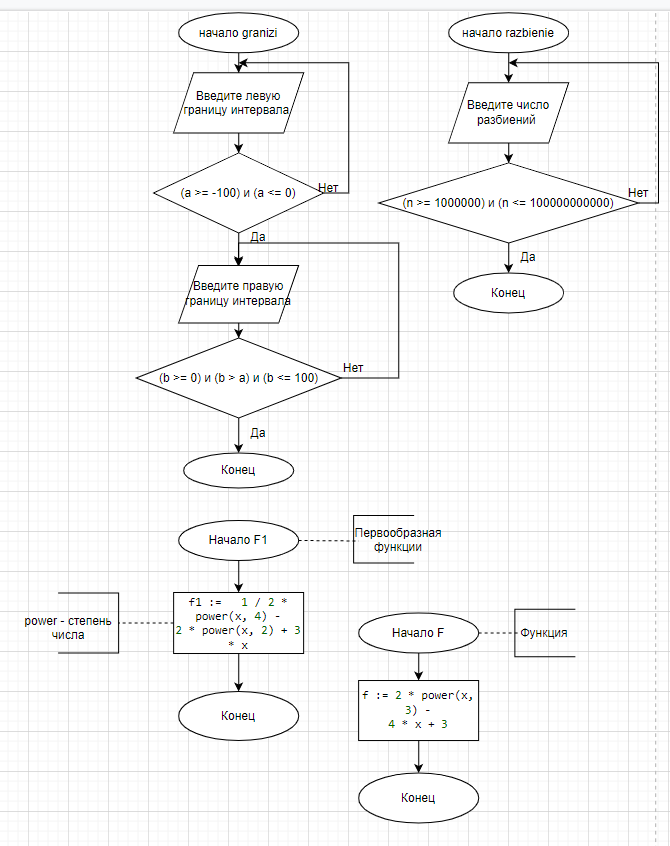 начало granizi
Введите левую
границу интервала
(a >= -100) и (a <= 0)
Нет
Да
Введите правую
границу интервала
(b >= 0) и (b > a) и (b <= 100)
Нет
Да
Конец
начало razbienie
Введите число
разбиений
(n >= 1000000) и (n <= 100000000000)
Нет
Да
Конец
Начало F1
Первообразная
функции
f1 := 1 / 2 *
power(x, 4) -
2 * power(x, 2) + 3
* x
power - степень
числа
Конец
Начало F
Функция
f := 2 * power(x,
3) -
4 * x + 3
Конец